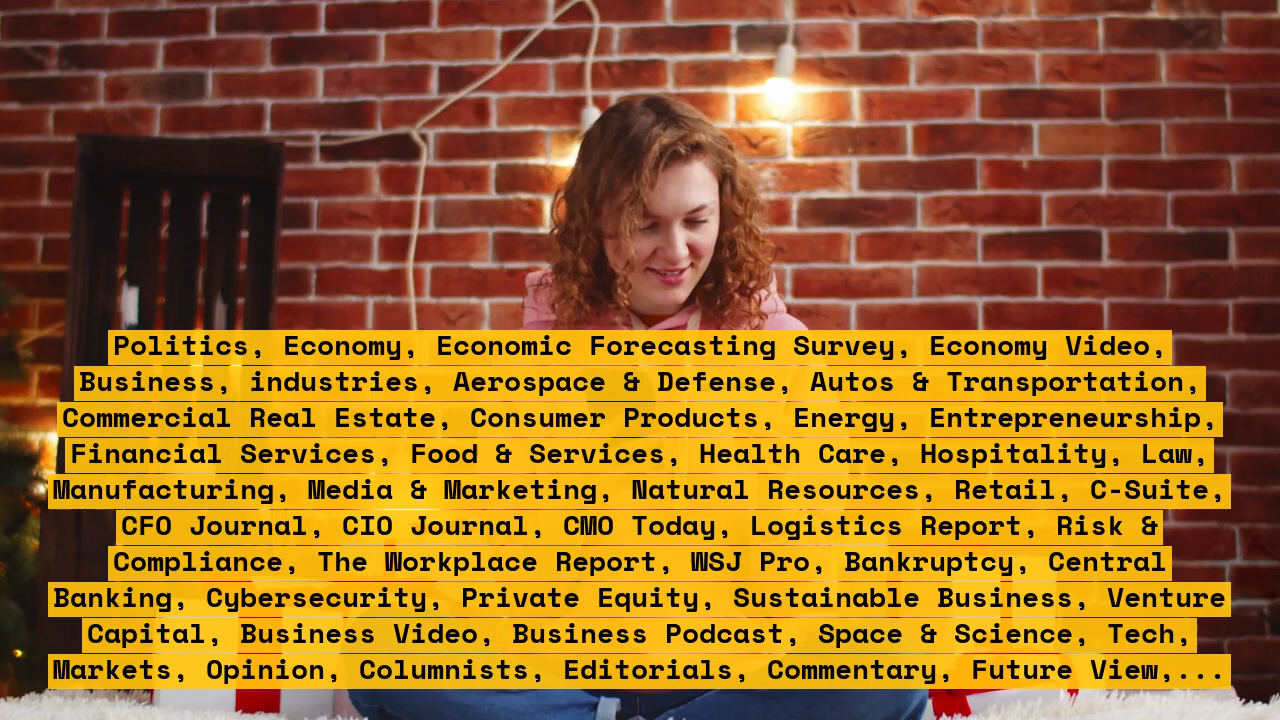 Politics, Economy, Economic Forecasting Survey, Economy Video,
Business, industries, Aerospace & Defense, Autos & Transportation,
Commercial Real Estate, Consumer Products, Energy, Entrepreneurship,
Financial Services, Food & Services, Health Care, Hospitality, Law,
Manufacturing, Media & Marketing, Natural Resources, Retail, C-Suite,
CFO Journal, CIO Journal, CMO Today, Logistics Report, Risk &
Compliance, The Workplace Report, WSJ Pro, Bankruptcy, Central
Banking, Cybersecurity, Private Equity, Sustainable Business, Venture
Capital, Business Video, Business Podcast, Space & Science, Tech,
Markets, Opinion, Columnists, Editorials, Commentary, Future View,...